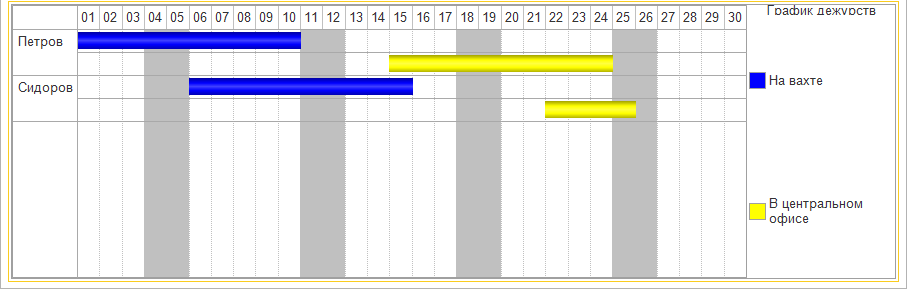 01 02 03 04 05 06 07 08 09 10 11 12 13 14 15 16 17 18 19 20 21 22 23 24 25 26 27 28 29 30
График дежурств
Петров
Сидоров
На вахте
В центральном
офисе